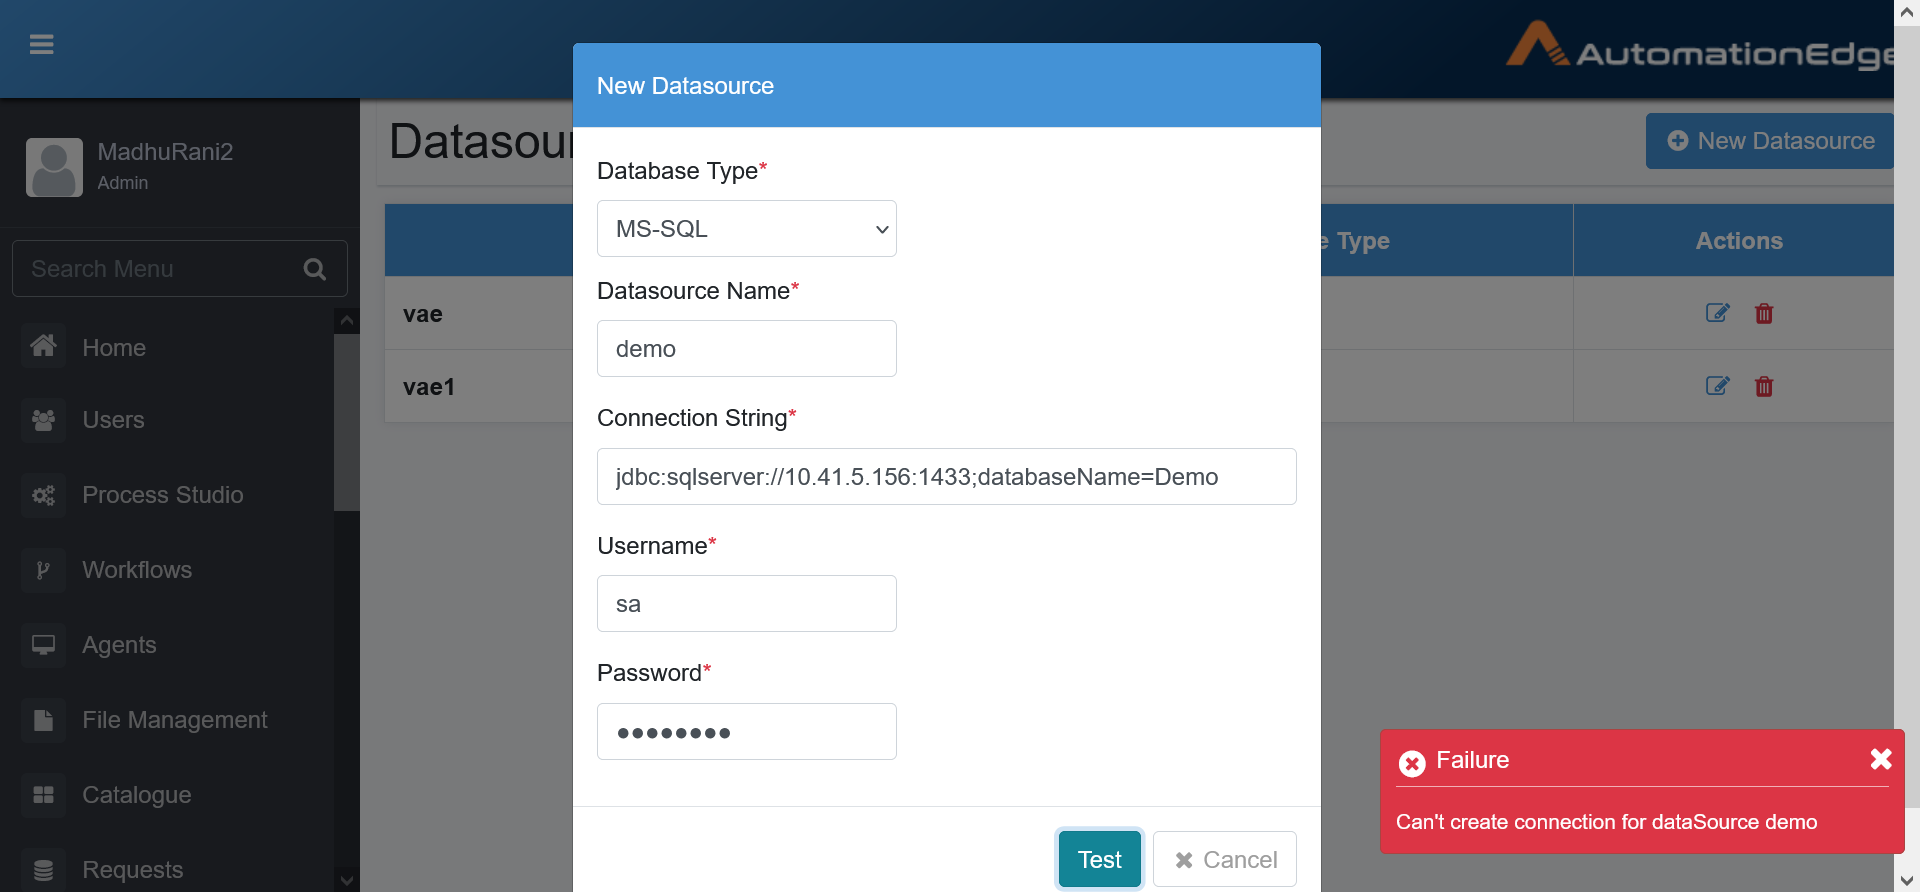 AutomationEdge
New Datasource
MadhuRani2
Admin
Search Menu
Home
Users
Process Studio
Workflows
Agents
File Management
Catalogue
Requests
New Datasource
Type
Actions
vae
vae1
Database Type*
MS-SQL
Datasource Name*
demo
Connection String*
jdbc:sqlserver://10.41.5.156:1433;databaseName=Demo
Username*
sa
Password*
••••••••
Test
Cancel
Failure
Can't create connection for dataSource demo